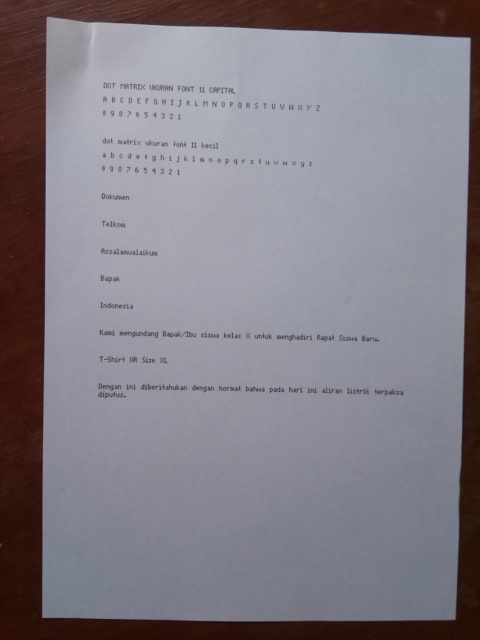 DOT MATRIX UKURAN FONT 11 CAPITAL
A B C D E F G H I J K L M N O P Q R S T U V W X Y Z
0 9 8 7 6 5 4 3 2 1
dot matrix ukuran font 11 kecil
a b c d e f g h i j k l m n o p q r s t u v w x y z
0 9 8 7 6 5 4 3 2 1
Dokumen
Telkom
Assalamualaikum
Bapak
Indonesia
Kami mengundang Bapak/Ibu siswa kelas X untuk menghadiri Rapat Siswa Baru.
T-Shirt OR Size XL
Dengan ini diberitahukan dengan hormat bahwa pada hari ini aliran listrik terpaksa
diputus.